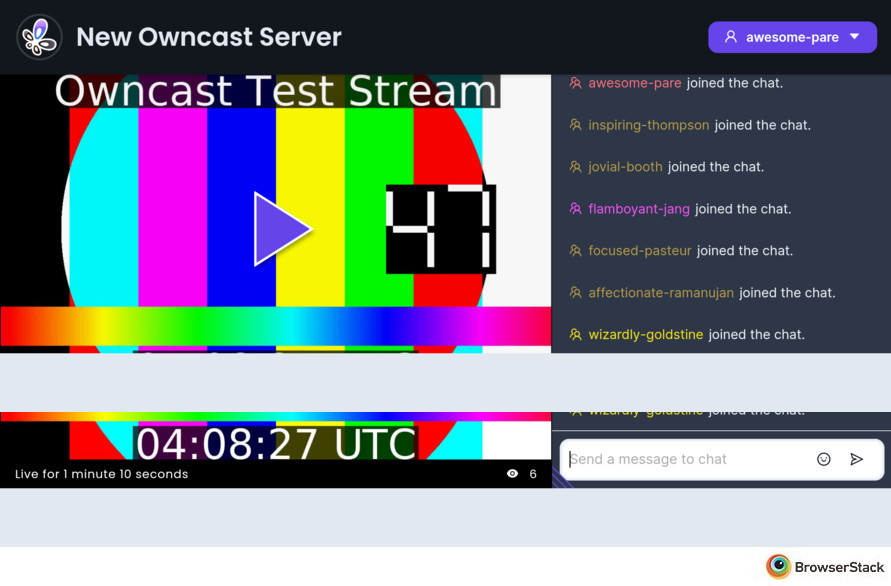 New Owncast Server
awesome-pare
Owncast Test Stream
47
awesome-pare joined the chat.
inspiring-thompson joined the chat.
jovial-booth joined the chat.
flamboyant-jang joined the chat.
focused-pasteur joined the chat.
affectionate-ramanujan joined the chat.
wizardly-goldstine joined the chat.
wizardly-goldstine joined the chat.
04:08:27 UTC
Live for 1 minute 10 seconds
6
Send a message to chat
BrowserStack